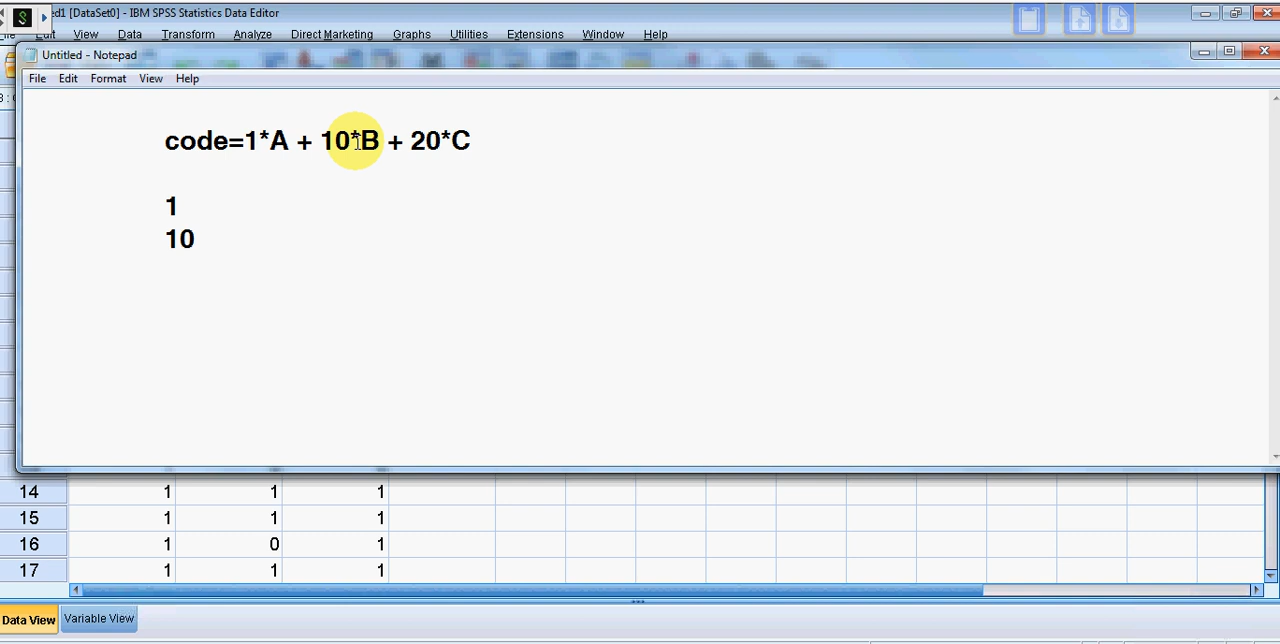 ed1 [DataSet0] - IBM SPSS Statistics Data Editor
View Data Transform Analyze Direct Marketing Graphs Utilities Extensions Window Help
Untitled - Notepad
File Edit Format View Help
code=1*A + 10*B + 20*C
1
10
14 1 1 1
15 1 1 1
16 1 0 1
17 1 1 1
Data View Variable View